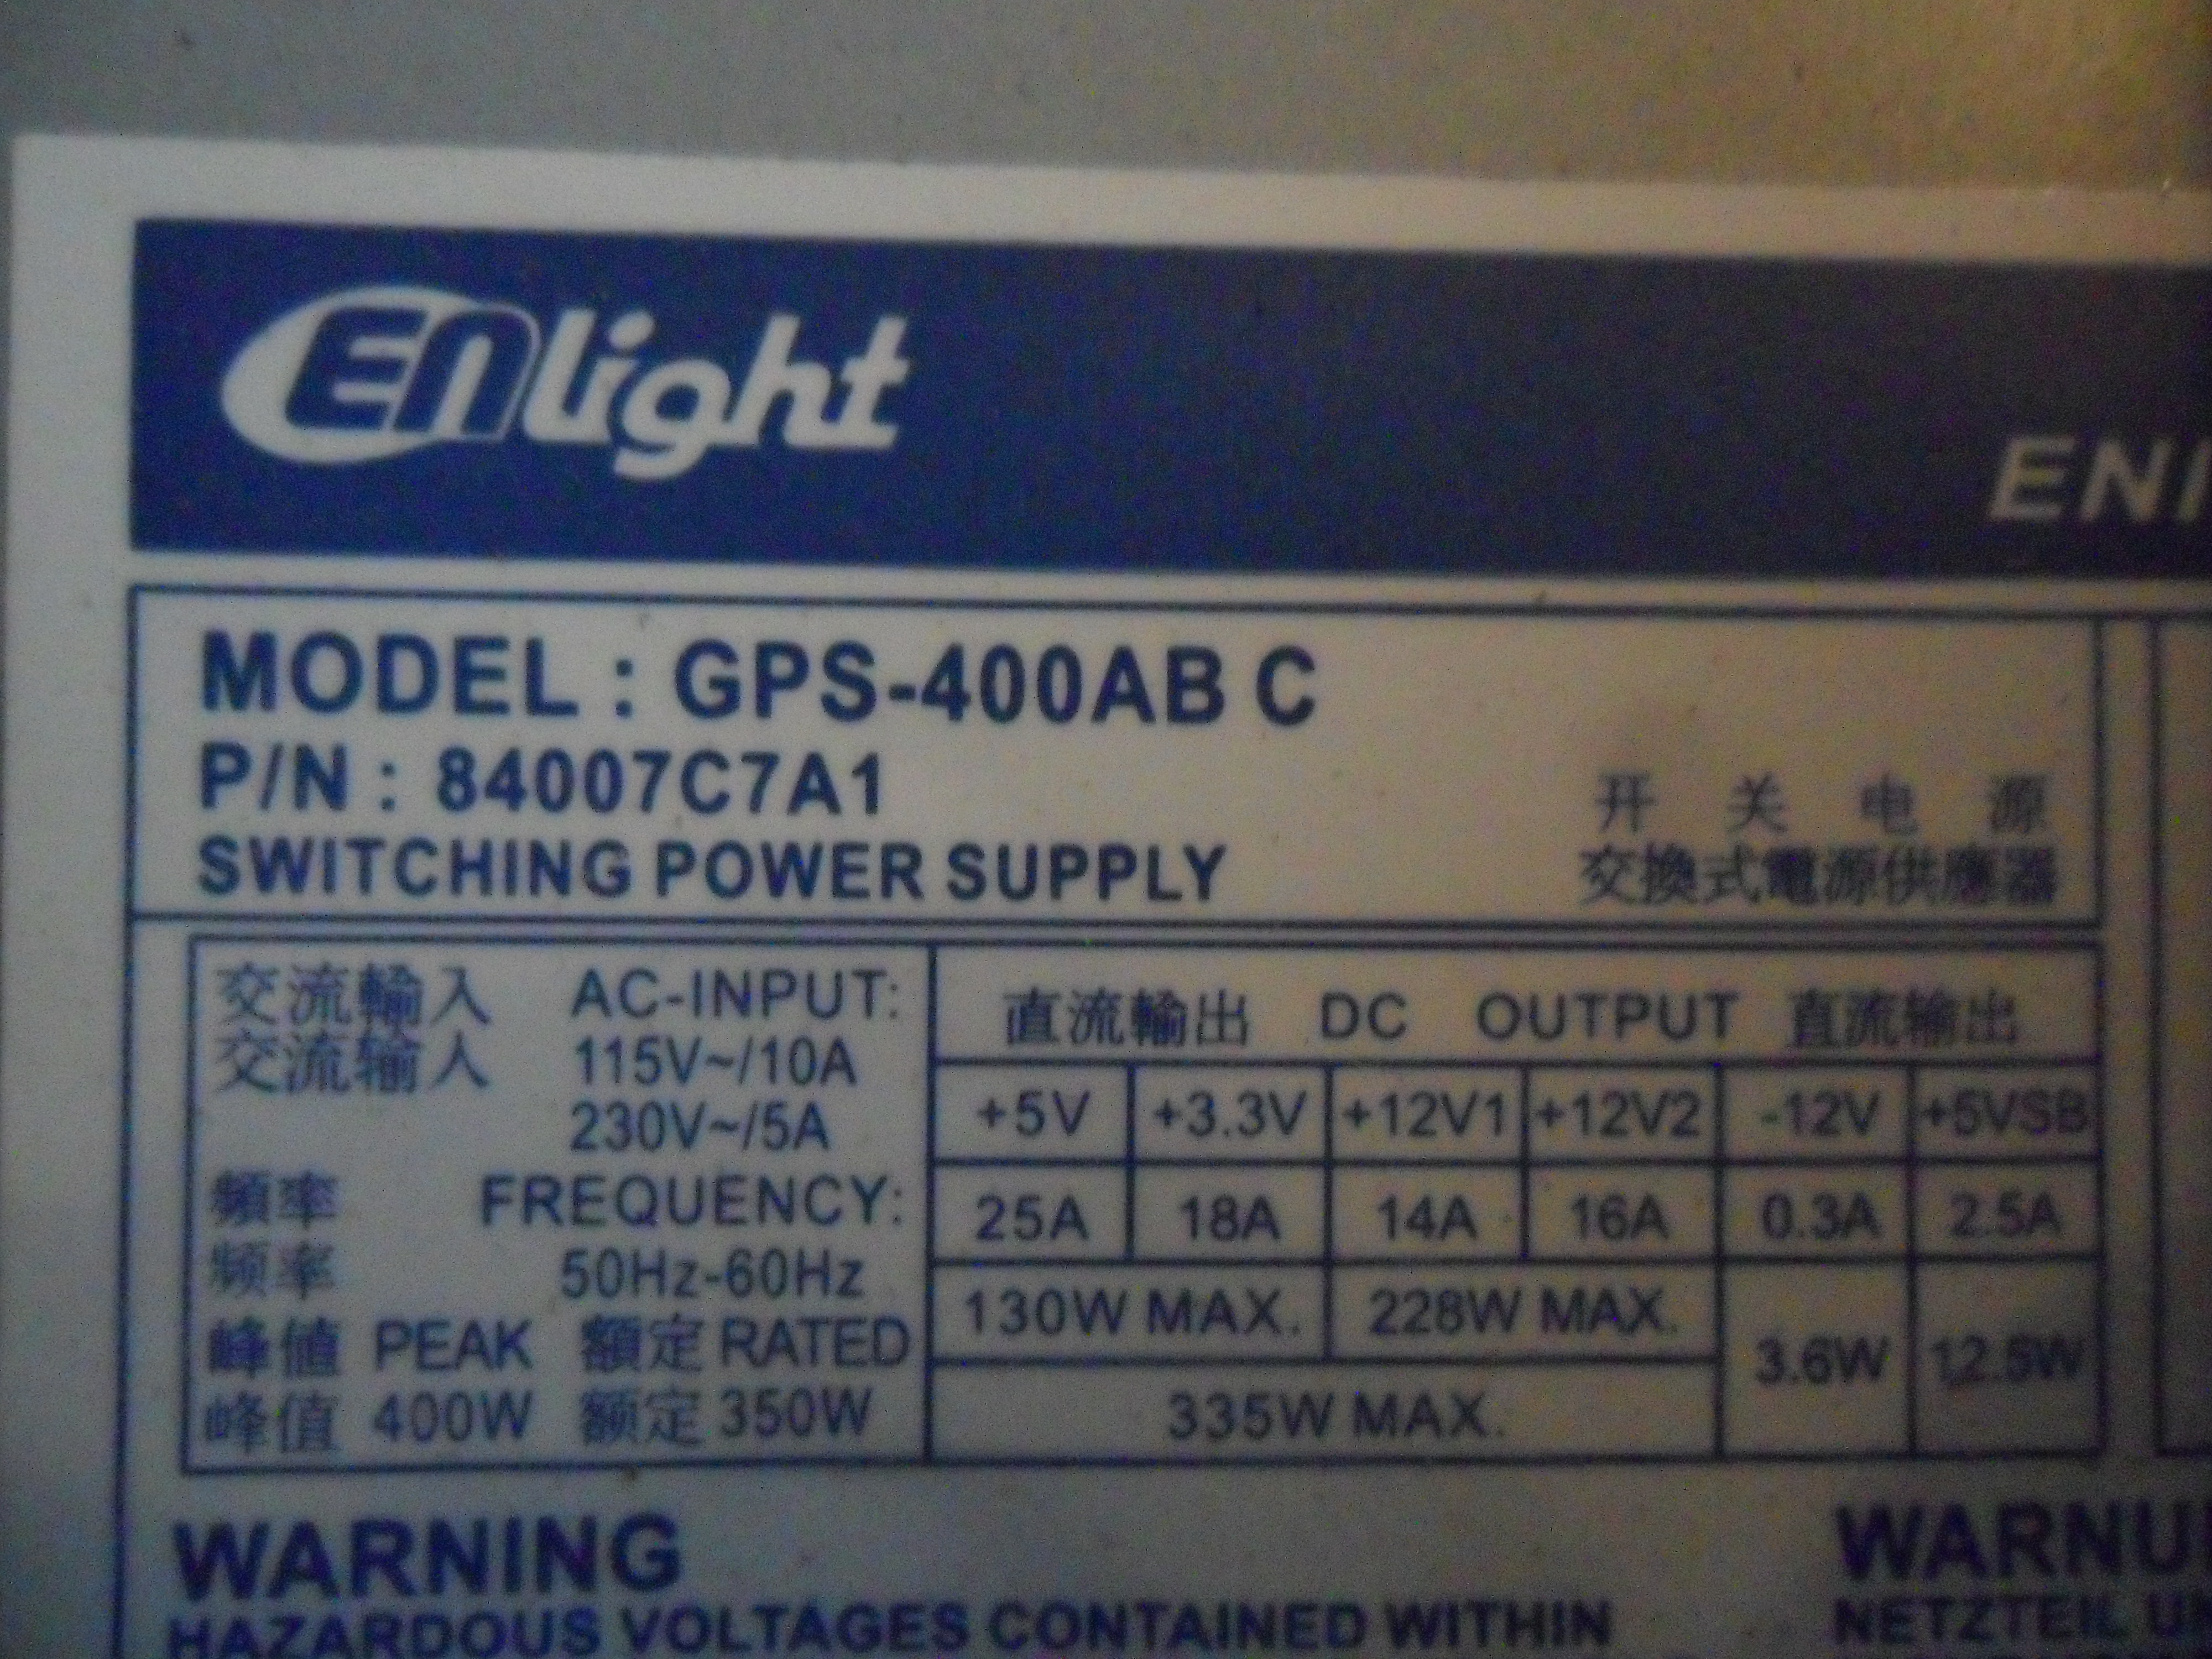 ENlight
ENI
MODEL : GPS-400AB C
P/N : 84007C7A1
SWITCHING POWER SUPPLY
开 关 电 源
交換式電源供應器
交流輸入 AC-INPUT:
交流输入 115V~/10A
230V~/5A
頻率 FREQUENCY:
频率 50Hz-60Hz
峰値 PEAK 額定 RATED
峰值 400W 额定 350W
直流輸出 DC OUTPUT 直流输出
+5V +3.3V +12V1 +12V2 -12V +5VSB
25A 18A 14A 16A 0.3A 2.5A
130W MAX. 228W MAX.
3.6W 12.5W
335W MAX.
WARNING
HAZARDOUS VOLTAGES CONTAINED WITHIN
WARNU
NETZTEIL U